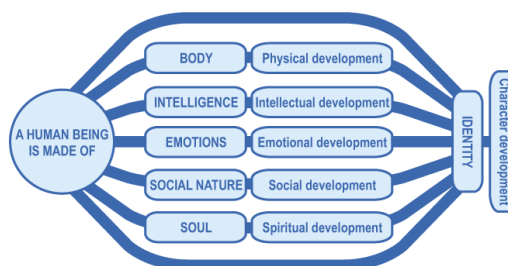 A HUMAN BEING
IS MADE OF
BODY
Physical development
INTELLIGENCE
Intellectual development
EMOTIONS
Emotional development
SOCIAL NATURE
Social development
SOUL
Spiritual development
IDENTITY
Character development